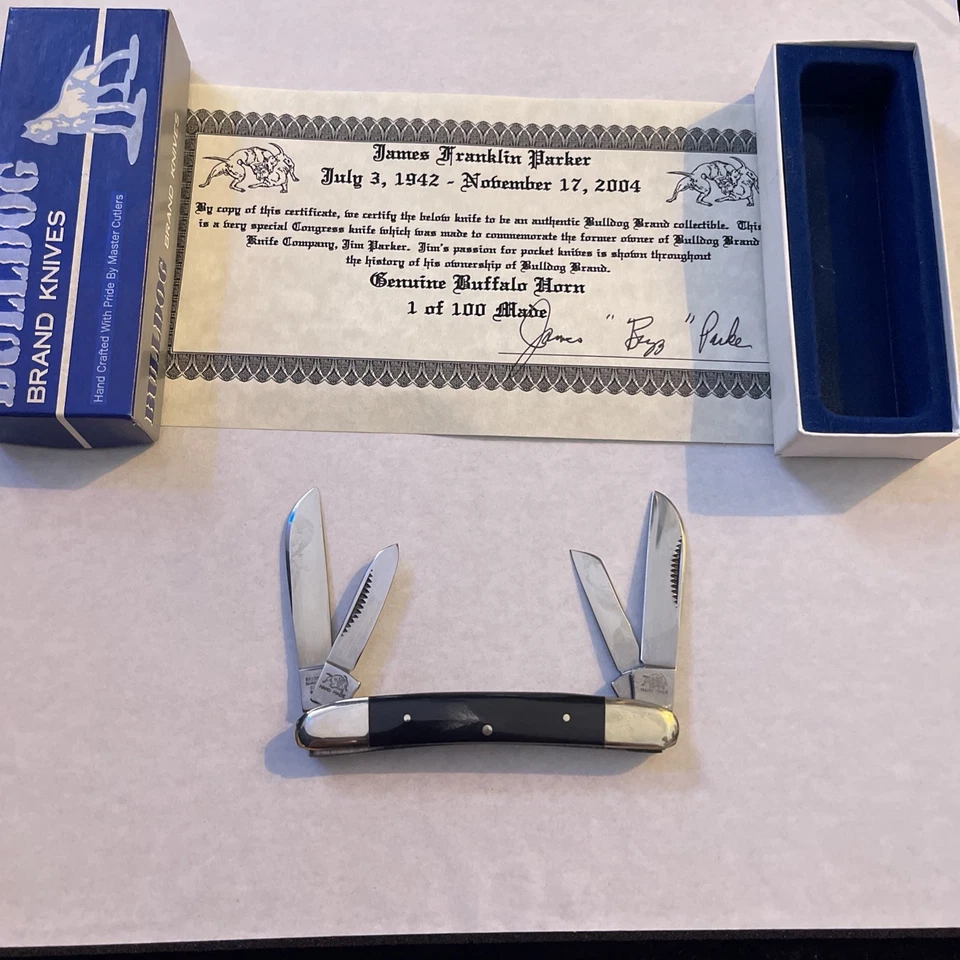 BULLDOG
BRAND KNIVES
Hand Crafted With Pride By Master Cutlers
BULLDOG BRAND KNIVES
James Franklin Parker
July 3, 1942 - November 17, 2004
By copy of this certificate, we certify the below knife to be an authentic Bulldog Brand collectible. This
is a very special Congress knife which was made to commemorate the former owner of Bulldog Brand
Knife Company, Jim Parker. Jim's passion for pocket knives is shown throughout
the history of his ownership of Bulldog Brand.
Genuine Buffalo Horn
1 of 100 Made
James " " Parker